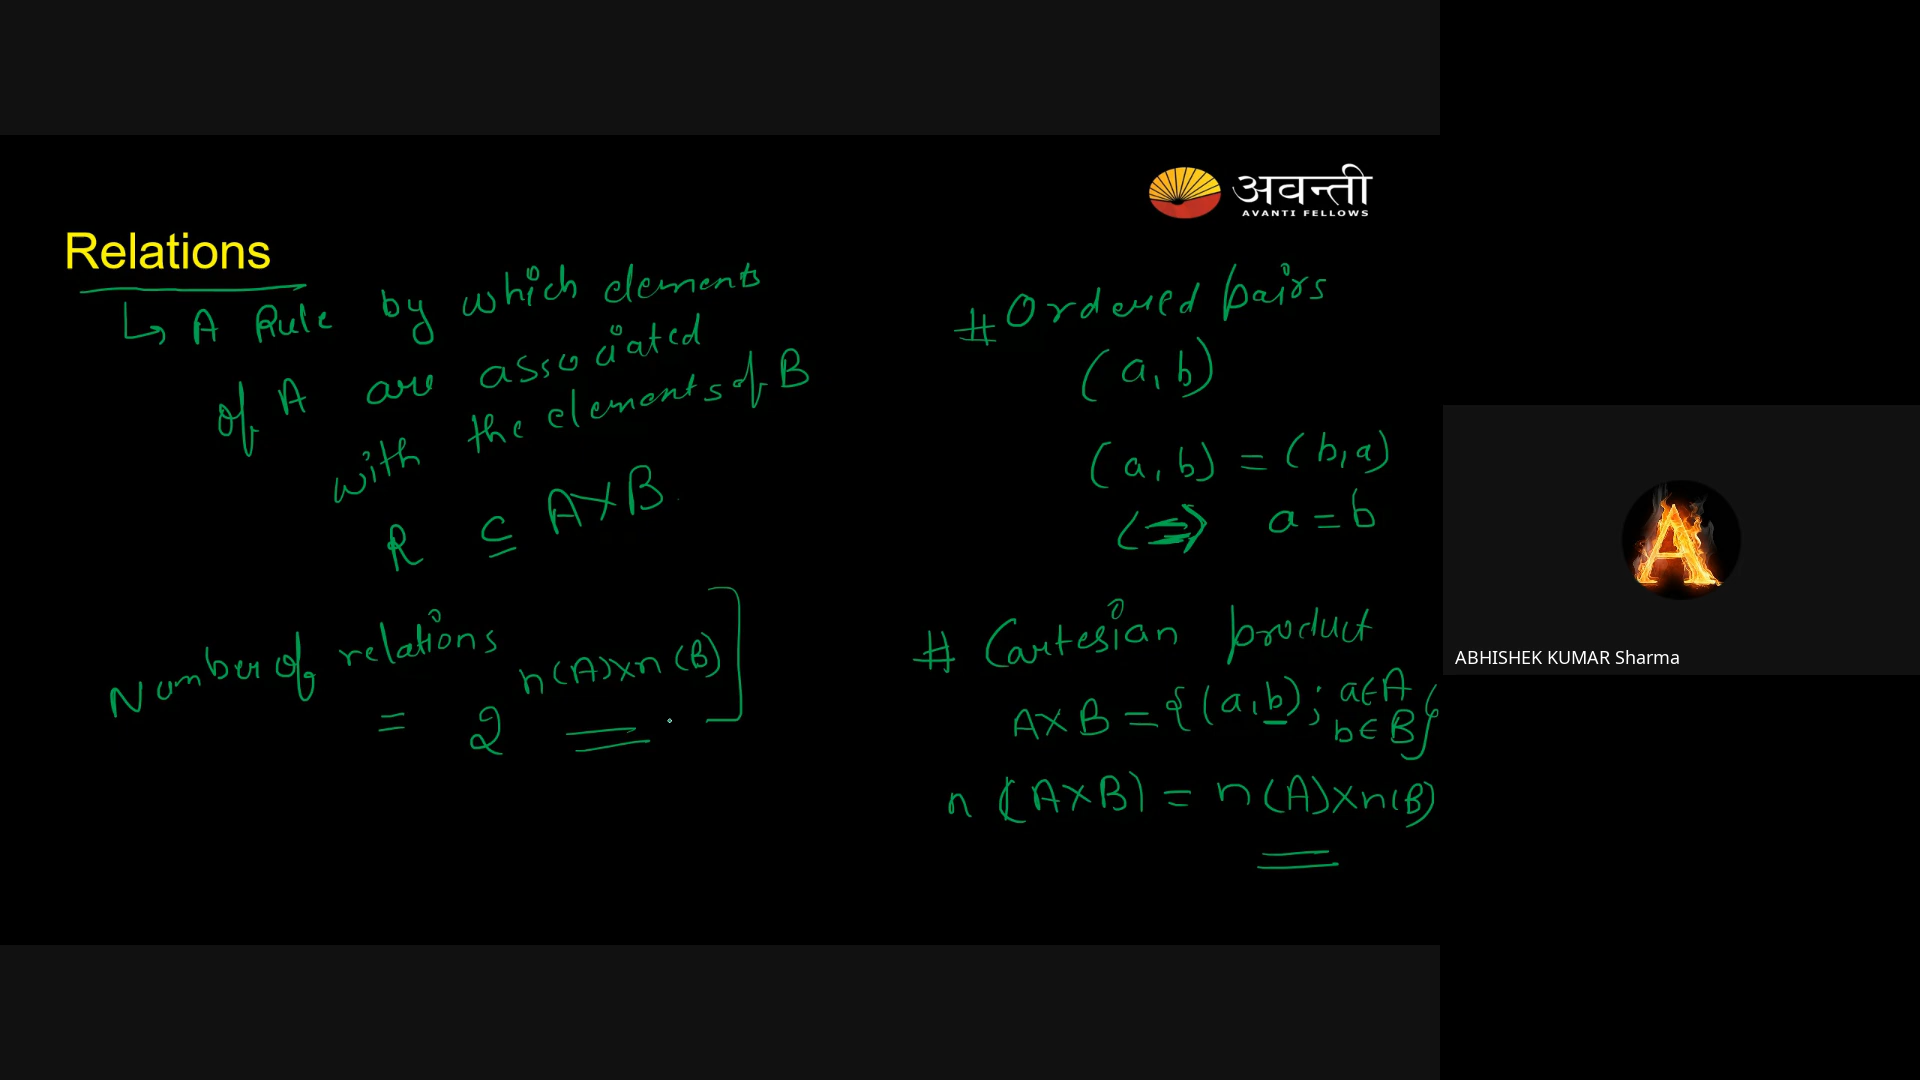 अवन्ती
AVANTI FELLOWS
Relations
↳ A Rule by which elements
of A are associated
with the elements of B
R ⊆ A×B
Number of relations
= 2^{n(A)×n(B)}
# Ordered pairs
(a, b)
(a, b) = (b, a)
⟺ a = b
# Cartesian product
A×B = {(a, b); a∈A
b∈B}
n (A×B) = n(A)×n(B)
ABHISHEK KUMAR Sharma